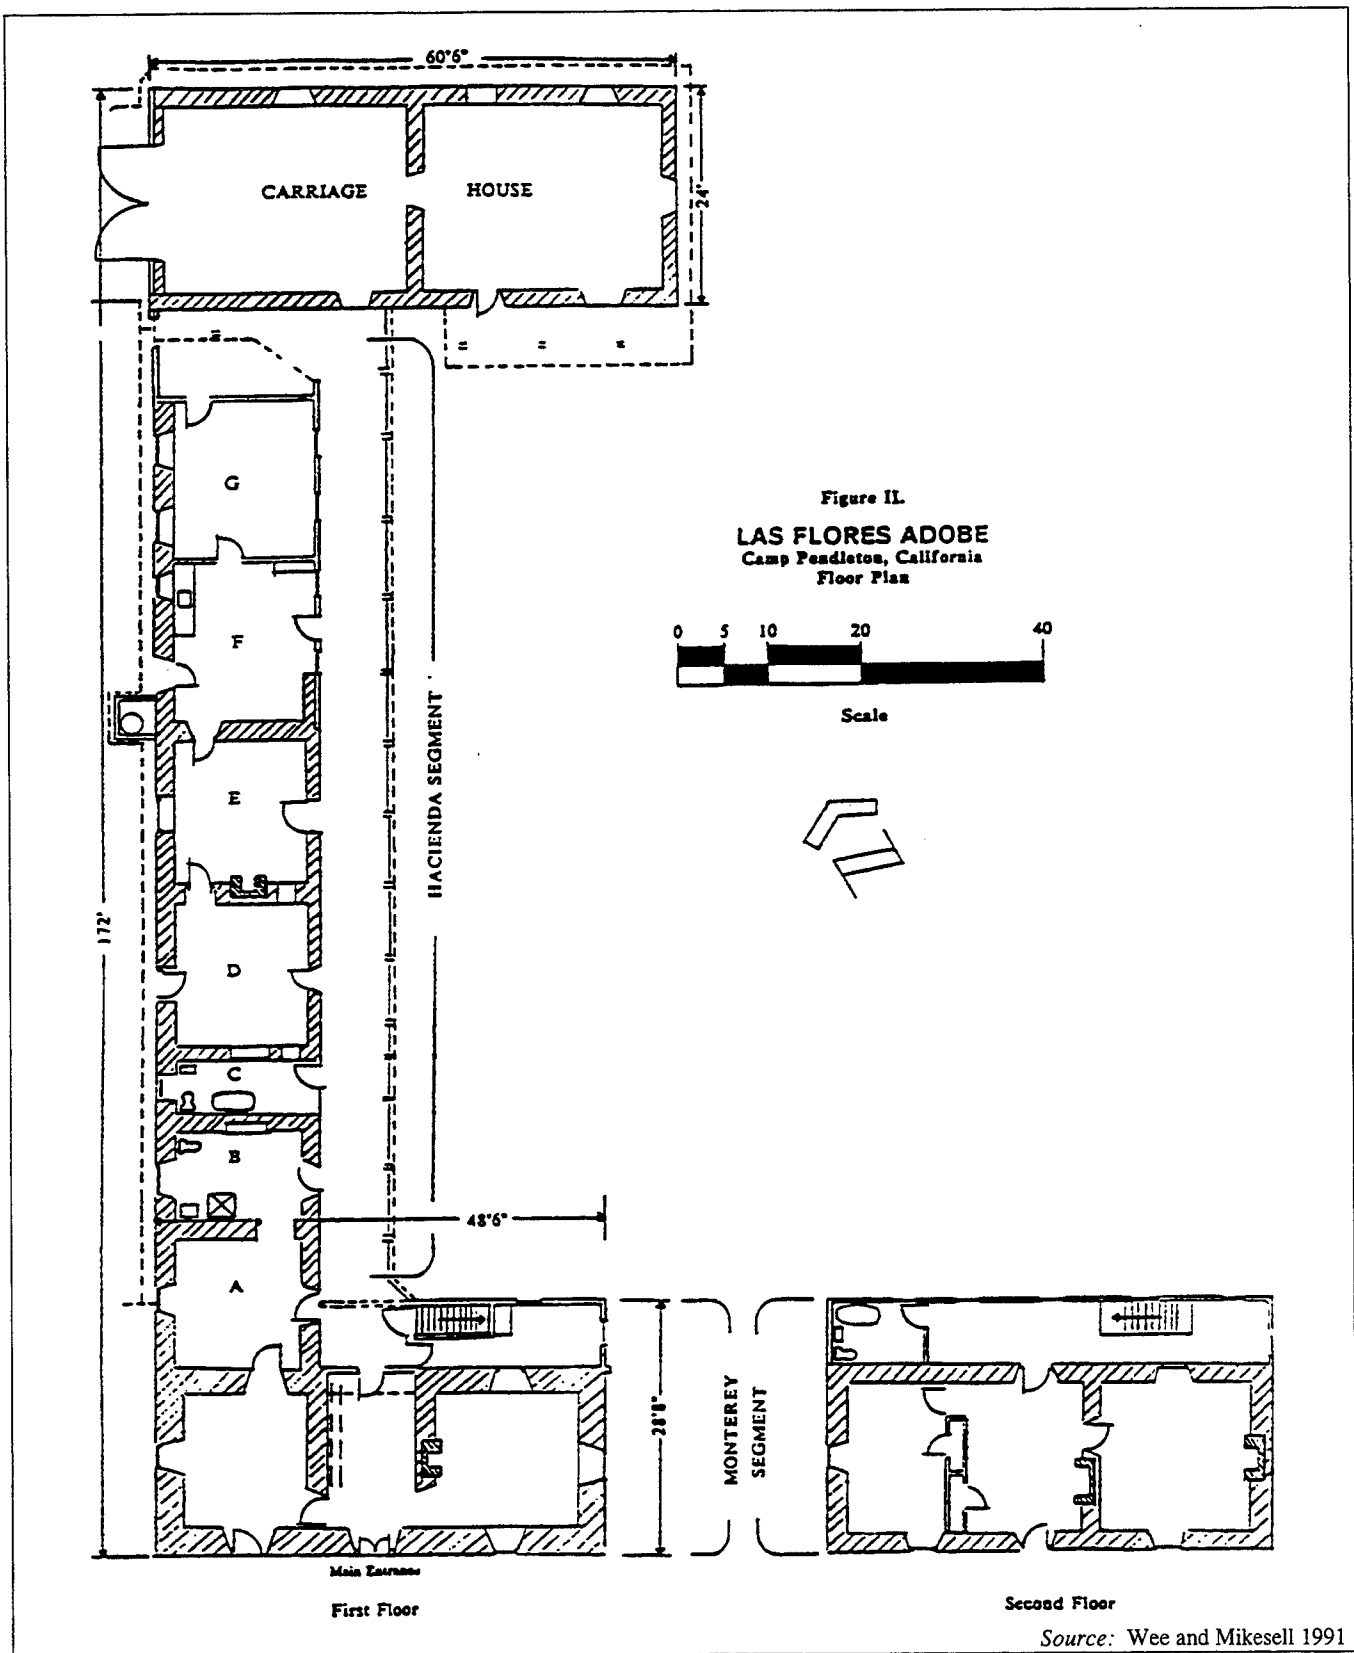 60'6"
CARRIAGE HOUSE
24'
G
Figure II.
LAS FLORES ADOBE
Camp Pendleton, California
Floor Plan
0 5 10 20 40
Scale
F
HACIENDA SEGMENT
E
172'
D
C
B
48'6"
A
28'8"
MONTEREY
SEGMENT
Main Entrance
First Floor
Second Floor
Source: Wee and Mikesell 1991